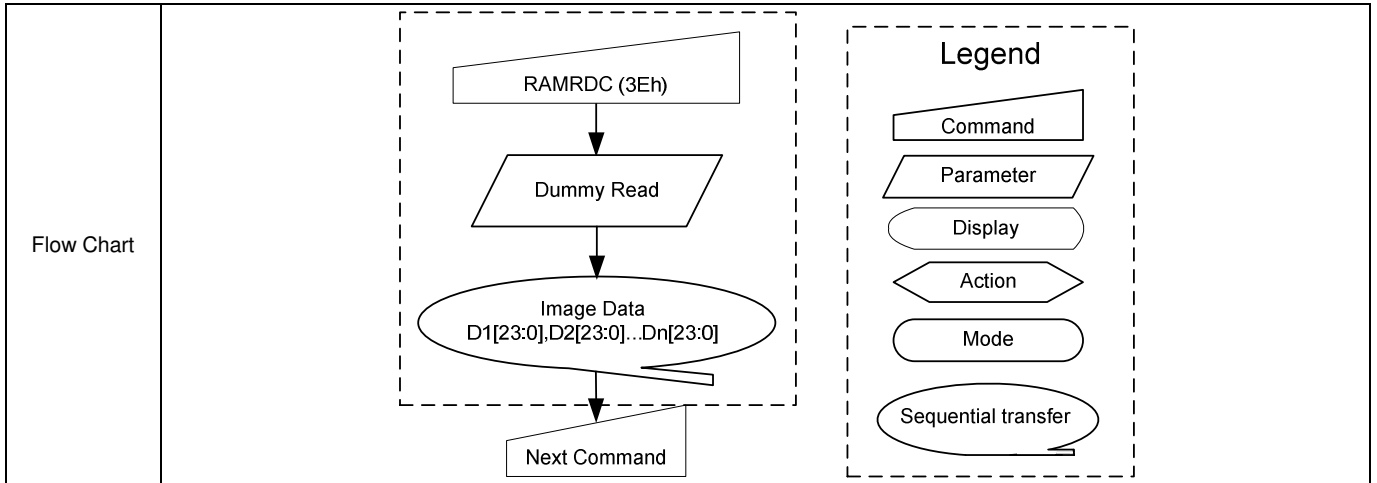 Flow Chart
RAMRDC (3Eh)
Dummy Read
Image Data
D1[23:0],D2[23:0]...Dn[23:0]
Next Command
Legend
Command
Parameter
Display
Action
Mode
Sequential transfer